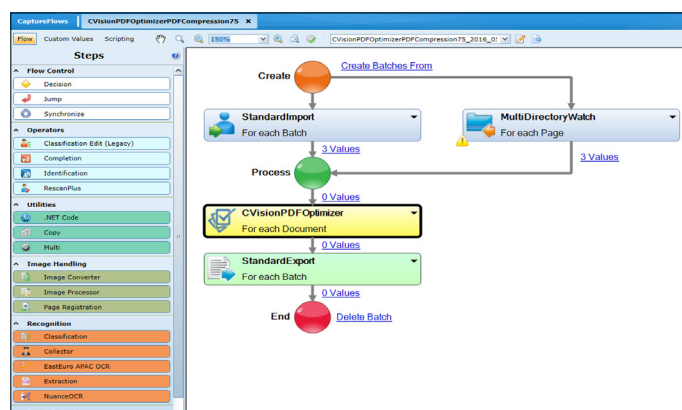 CaptureFlows CVisionPDFOptimizerPDFCompression75 ×
Flow Custom Values Scripting 150% CVisionPDFOptimizerPDFCompression75_2016_0
Steps
Flow Control
Decision
Jump
Synchronize
Operators
Classification Edit (Legacy)
Completion
Identification
RescanPlus
Utilities
.NET Code
Copy
Multi
Image Handling
Image Converter
Image Processor
Page Registration
Recognition
Classification
Collector
EastEuro APAC OCR
Extraction
NuanceOCR
Create
Create Batches From
StandardImport
For each Batch
3 Values
MultiDirectoryWatch
For each Page
3 Values
Process
0 Values
CVisionPDFOptimizer
For each Document
0 Values
StandardExport
For each Batch
0 Values
End
Delete Batch